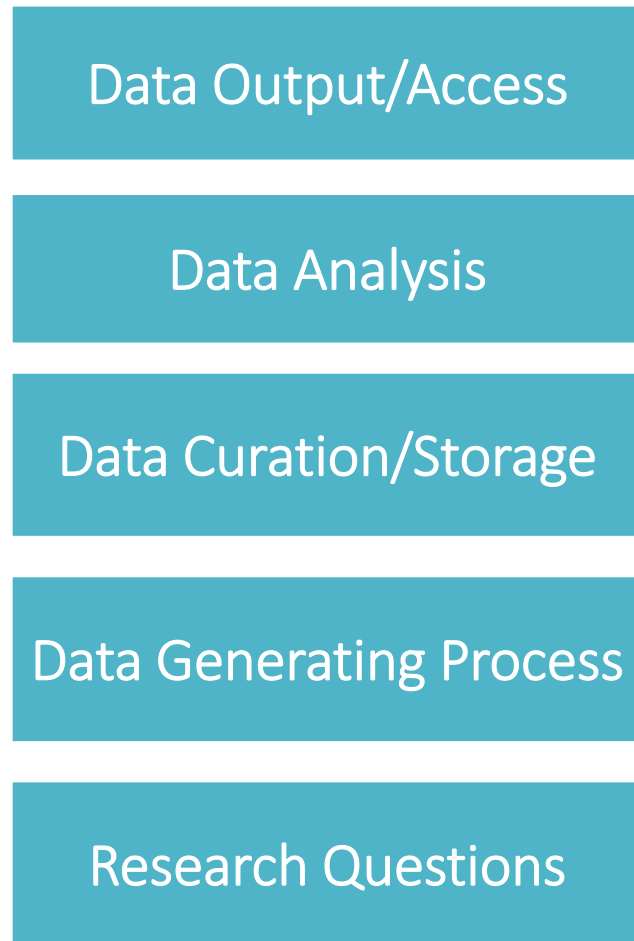 Data Output/Access
Data Analysis
Data Curation/Storage
Data Generating Process
Research Questions